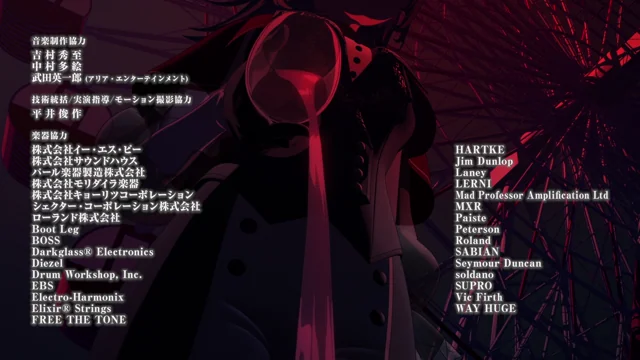 音楽制作協力
吉村秀至
中村多絵
武田英一郎 (アリア・エンターテインメント)
技術統括/実演指導/モーション撮影協力
平井俊作
楽器協力
株式会社イー・エス・ピー
株式会社サウンドハウス
パール楽器製造株式会社
株式会社モリダイラ楽器
株式会社キョーリツコーポレーション
シェクター・コーポレーション株式会社
ローランド株式会社
Boot Leg
BOSS
Darkglass® Electronics
Diezel
Drum Workshop, Inc.
EBS
Electro-Harmonix
Elixir® Strings
FREE THE TONE
HARTKE
Jim Dunlop
Laney
LERNI
Mad Professor Amplification Ltd
MXR
Paiste
Peterson
Roland
SABIAN
Seymour Duncan
soldano
SUPRO
Vic Firth
WAY HUGE